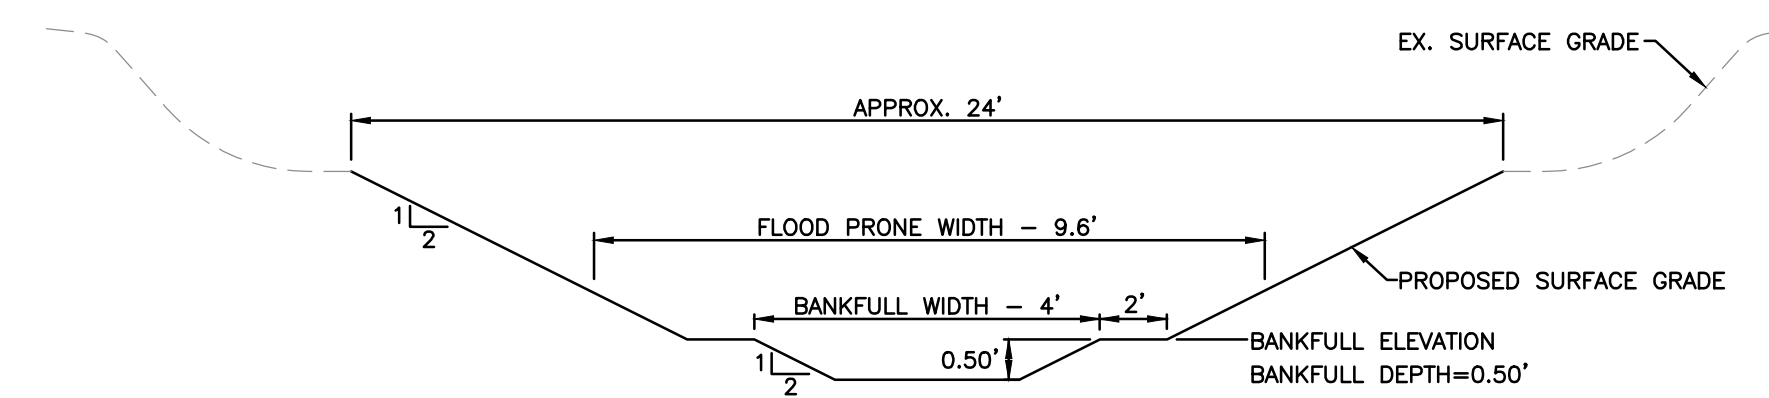 EX. SURFACE GRADE
APPROX. 24'
1
2
FLOOD PRONE WIDTH – 9.6'
PROPOSED SURFACE GRADE
BANKFULL WIDTH – 4'
2'
0.50'
1
2
BANKFULL ELEVATION
BANKFULL DEPTH=0.50'